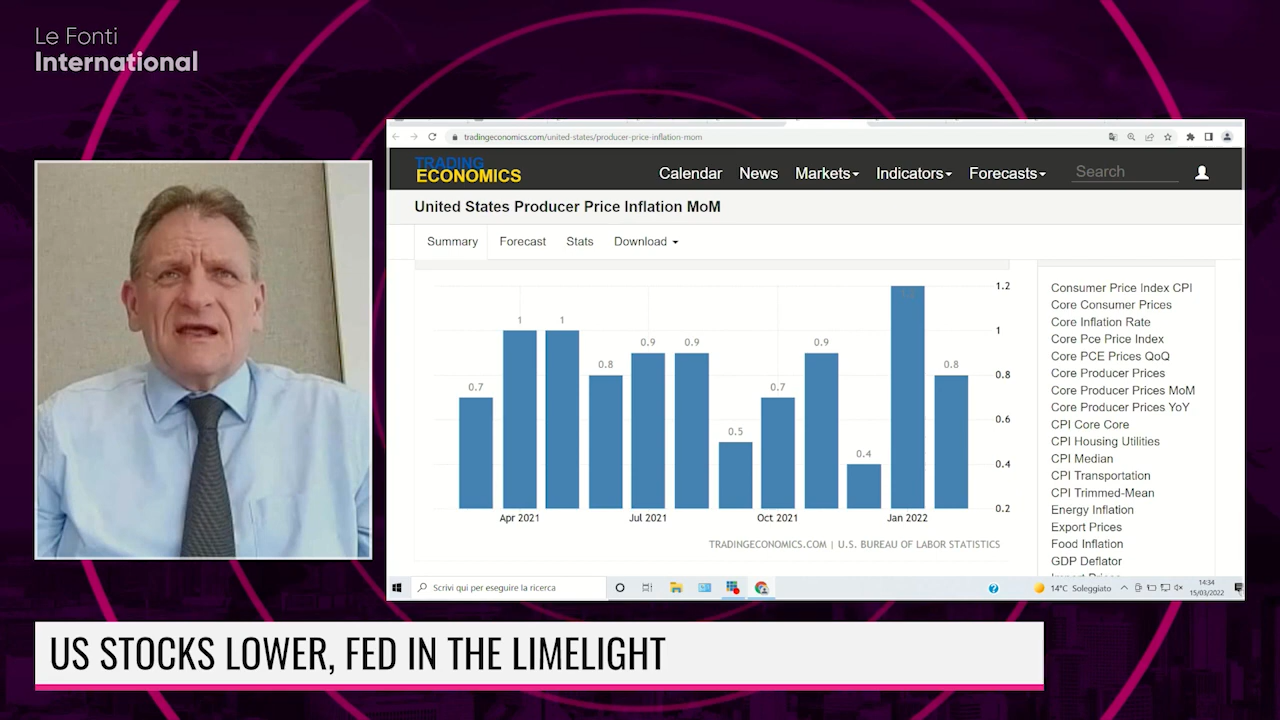 Le Fonti
International
tradingeconomics.com/united-states/producer-price-inflation-mom
TRADING
ECONOMICS
Calendar News Markets Indicators Forecasts Search
United States Producer Price Inflation MoM
Summary Forecast Stats Download
0.7
1
1
0.8
0.9
0.9
0.5
0.7
0.9
0.4
0.8
1.2
1
0.8
0.6
0.4
0.2
Apr 2021 Jul 2021 Oct 2021 Jan 2022
TRADINGECONOMICS.COM | U.S. BUREAU OF LABOR STATISTICS
Consumer Price Index CPI
Core Consumer Prices
Core Inflation Rate
Core Pce Price Index
Core PCE Prices QoQ
Core Producer Prices
Core Producer Prices MoM
Core Producer Prices YoY
CPI Core Core
CPI Housing Utilities
CPI Median
CPI Transportation
CPI Trimmed-Mean
Energy Inflation
Export Prices
Food Inflation
GDP Deflator
Scrivi qui per eseguire la ricerca
14°C Soleggiato
14:34
15/03/2022
US STOCKS LOWER, FED IN THE LIMELIGHT